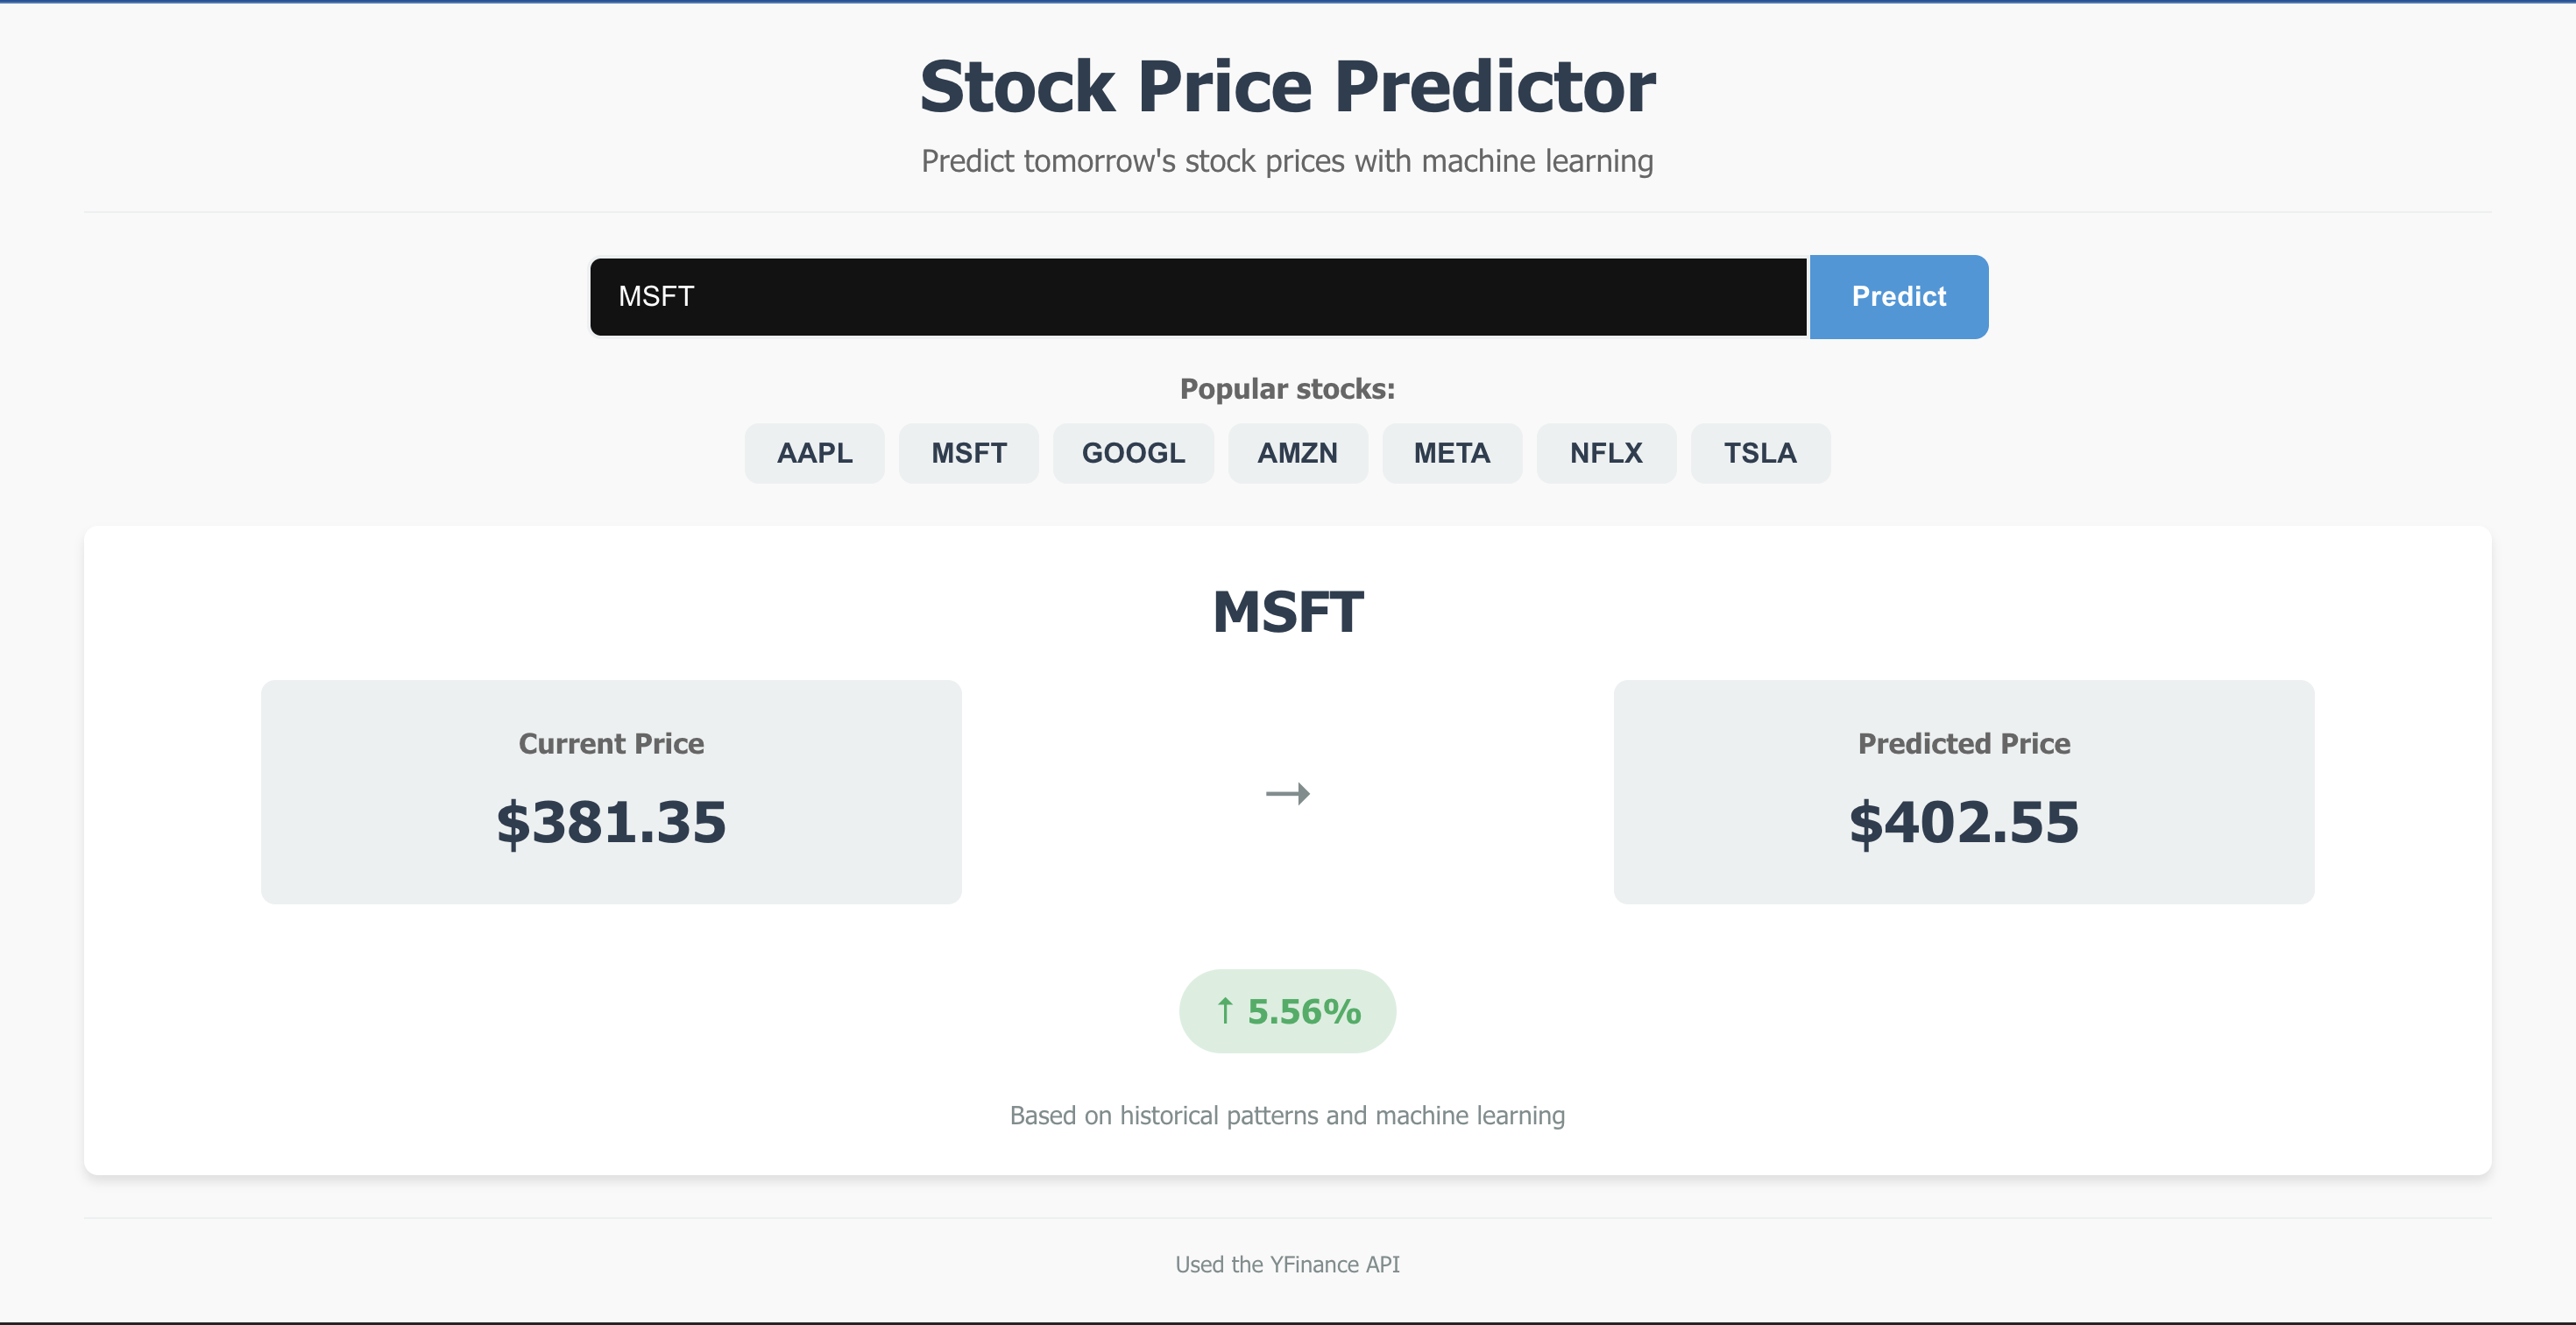 Stock Price Predictor
Predict tomorrow's stock prices with machine learning
MSFT Predict
Popular stocks:
AAPL MSFT GOOGL AMZN META NFLX TSLA
MSFT
Current Price
$381.35
→
Predicted Price
$402.55
↑ 5.56%
Based on historical patterns and machine learning
Used the YFinance API